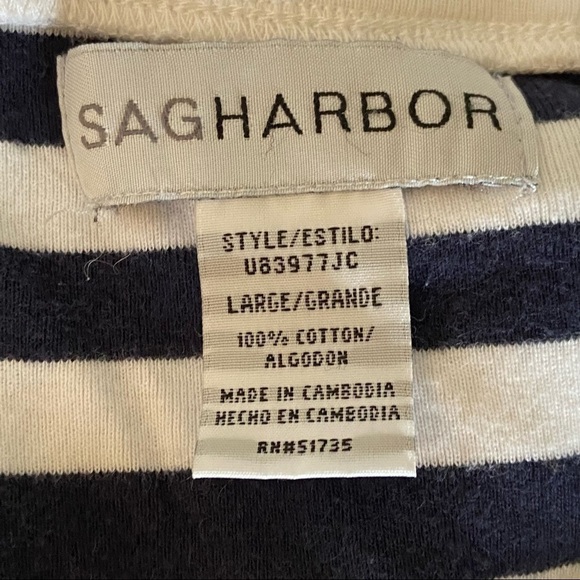 SAGHARBOR
STYLE/ESTILO:
U83977JC
LARGE/GRANDE
100% COTTON/
ALGODON
MADE IN CAMBODIA
HECHO EN CAMBODIA
RN#51735